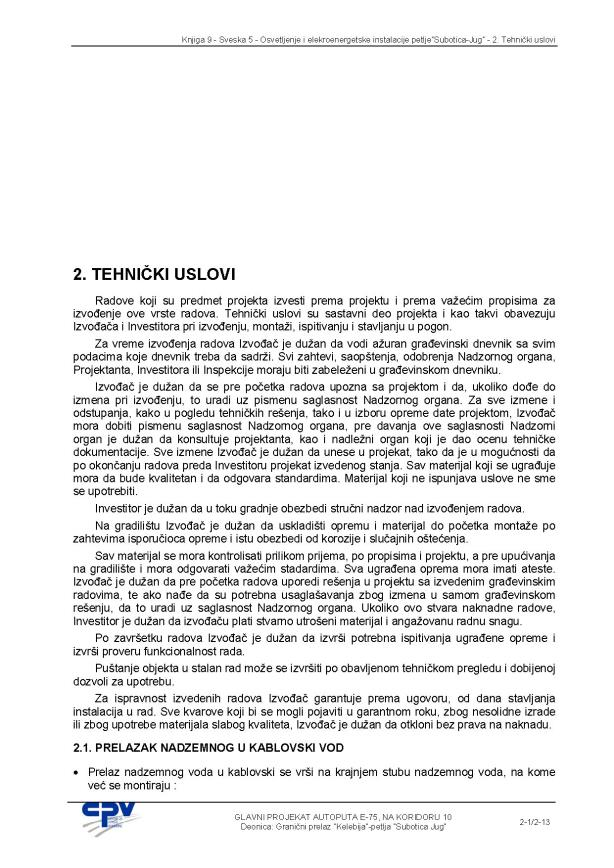 Knjiga 9 - Sveska 5 - Osvetljenje i elekroenergetske instalacije petlje"Subotica-Jug" - 2. Tehnički uslovi
2. TEHNIČKI USLOVI
Radove koji su predmet projekta izvesti prema projektu i prema važećim propisima za
izvođenje ove vrste radova. Tehnički uslovi su sastavni deo projekta i kao takvi obavezuju
Izvođača i Investitora pri izvođenju, montaži, ispitivanju i stavljanju u pogon.
Za vreme izvođenja radova Izvođač je dužan da vodi ažuran građevinski dnevnik sa svim
podacima koje dnevnik treba da sadrži. Svi zahtevi, saopštenja, odobrenja Nadzornog organa,
Projektanta, Investitora ili Inspekcije moraju biti zabeleženi u građevinskom dnevniku.
Izvođač je dužan da se pre početka radova upozna sa projektom i da, ukoliko dođe do
izmena pri izvođenju, to uradi uz pismenu saglasnost Nadzornog organa. Za sve izmene i
odstupanja, kako u pogledu tehničkih rešenja, tako i u izboru opreme date projektom, Izvođač
mora dobiti pismenu saglasnost Nadzornog organa, pre davanja ove saglasnosti Nadzorni
organ je dužan da konsultuje projektanta, kao i nadležni organ koji je dao ocenu tehničke
dokumentacije. Sve izmene Izvođač je dužan da unese u projekat, tako da je u mogućnosti da
po okončanju radova preda Investitoru projekat izvedenog stanja. Sav materijal koji se ugrađuje
mora da bude kvalitetan i da odgovara standardima. Materijal koji ne ispunjava uslove ne sme
se upotrebiti.
Investitor je dužan da u toku gradnje obezbedi stručni nadzor nad izvođenjem radova.
Na gradilištu Izvođač je dužan da uskladišti opremu i materijal do početka montaže po
zahtevima isporučioca opreme i istu obezbedi od korozije i slučajnih oštećenja.
Sav materijal se mora kontrolisati prilikom prijema, po propisima i projektu, a pre upućivanja
na gradilište i mora odgovarati važećim stadardima. Sva ugrađena oprema mora imati ateste.
Izvođač je dužan da pre početka radova uporedi rešenja u projektu sa izvedenim građevinskim
radovima, te ako nađe da su potrebna usaglašavanja zbog izmena u samom građevinskom
rešenju, da to uradi uz saglasnost Nadzornog organa. Ukoliko ovo stvara naknadne radove,
Investitor je dužan da izvođaču plati stvarno utrošeni materijal i angažovanu radnu snagu.
Po završetku radova Izvođač je dužan da izvrši potrebna ispitivanja ugrađene opreme i
izvrši proveru funkcionalnost rada.
Puštanje objekta u stalan rad može se izvršiti po obavljenom tehničkom pregledu i dobijenoj
dozvoli za upotrebu.
Za ispravnost izvedenih radova Izvođač garantuje prema ugovoru, od dana stavljanja
instalacija u rad. Sve kvarove koji bi se mogli pojaviti u garantnom roku, zbog nesolidne izrade
ili zbog upotrebe materijala slabog kvaliteta, Izvođač je dužan da otkloni bez prava na naknadu.
2.1. PRELAZAK NADZEMNOG U KABLOVSKI VOD
• Prelaz nadzemnog voda u kablovski se vrši na krajnjem stubu nadzemnog voda, na kome
već se montiraju :
CPV
GLAVNI PROJEKAT AUTOPUTA E-75, NA KORIDORU 10
Deonica: Granični prelaz "Kelebija"-petlja "Subotica Jug"
2-1/2-13